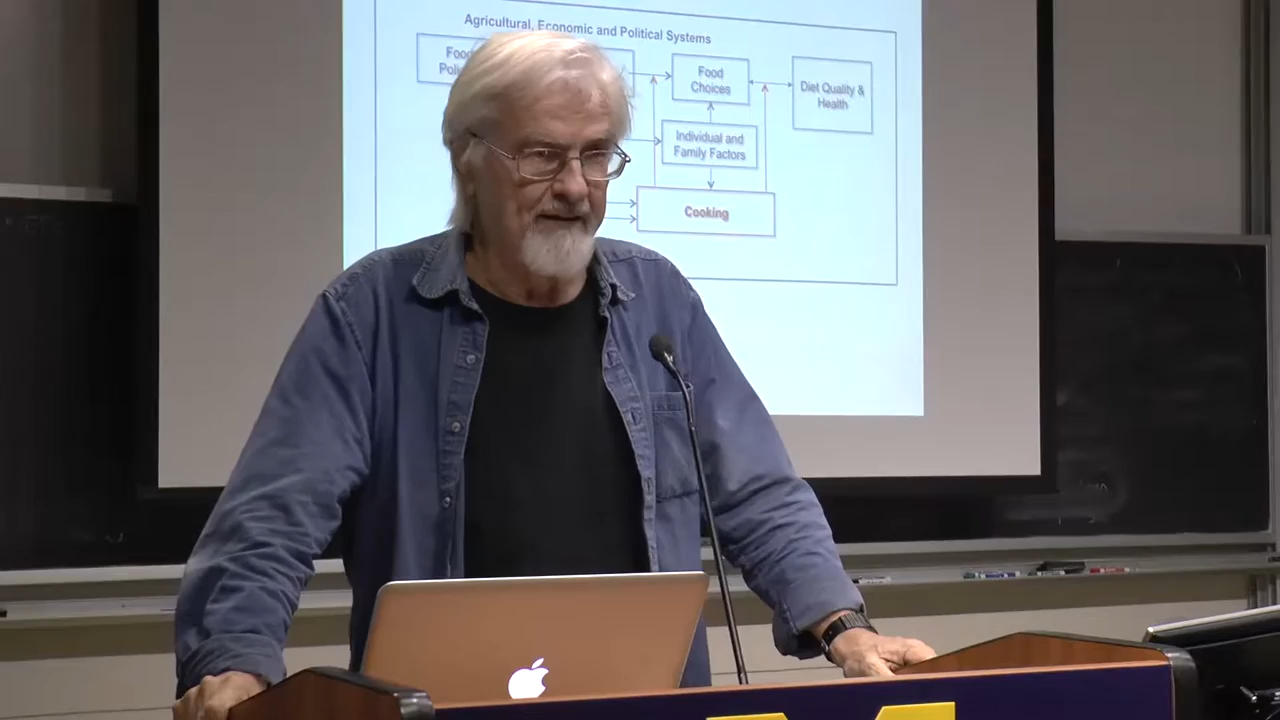 Agricultural, Economic and Political Systems
Food
Choices
Diet Quality &
Health
Individual and
Family Factors
Cooking